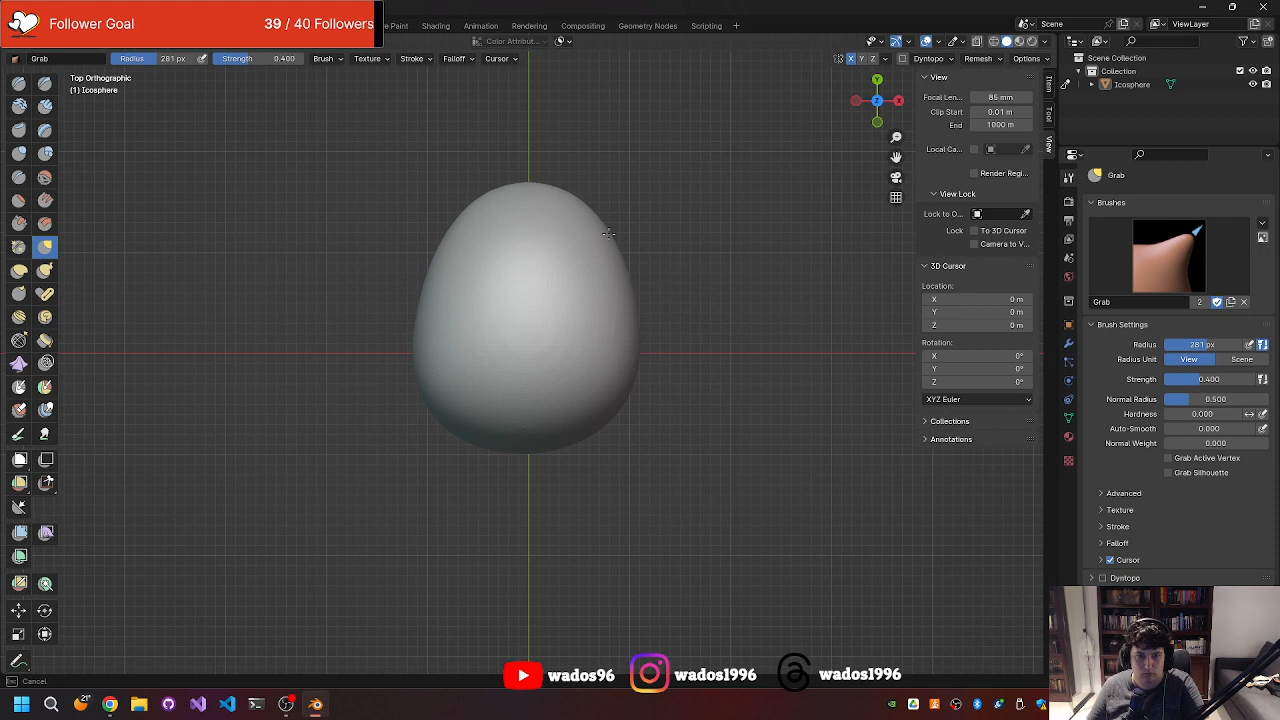 Follower Goal 39 / 40 Followers
e Paint Shading Animation Rendering Compositing Geometry Nodes Scripting +
Scene ViewLayer
Color Attribut...
Grab Radius 281 px Strength 0.400 Brush Texture Stroke Falloff Cursor
X Y Z Dyntopo Remesh Options
Top Orthographic
(1) Icosphere
X
Y
Z
View
Focal Len... 85 mm
Clip Start 0.01 m
End 1000 m
Local Ca...
Render Regi...
View Lock
Lock to O...
Lock To 3D Cursor
Camera to V...
3D Cursor
Location:
X 0 m
Y 0 m
Z 0 m
Rotation:
X 0°
Y 0°
Z 0°
XYZ Euler
Collections
Annotations
Item
Tool
View
Scene Collection
Collection
Icosphere
Grab
Brushes
Grab 2
Brush Settings
Radius 281 px
Radius Unit View Scene
Strength 0.400
Normal Radius 0.500
Hardness 0.000
Auto-Smooth 0.000
Normal Weight 0.000
Grab Active Vertex
Grab Silhouette
Advanced
Texture
Stroke
Falloff
Cursor
Dyntopo
wados96 wados1996 wados1996
Cancel